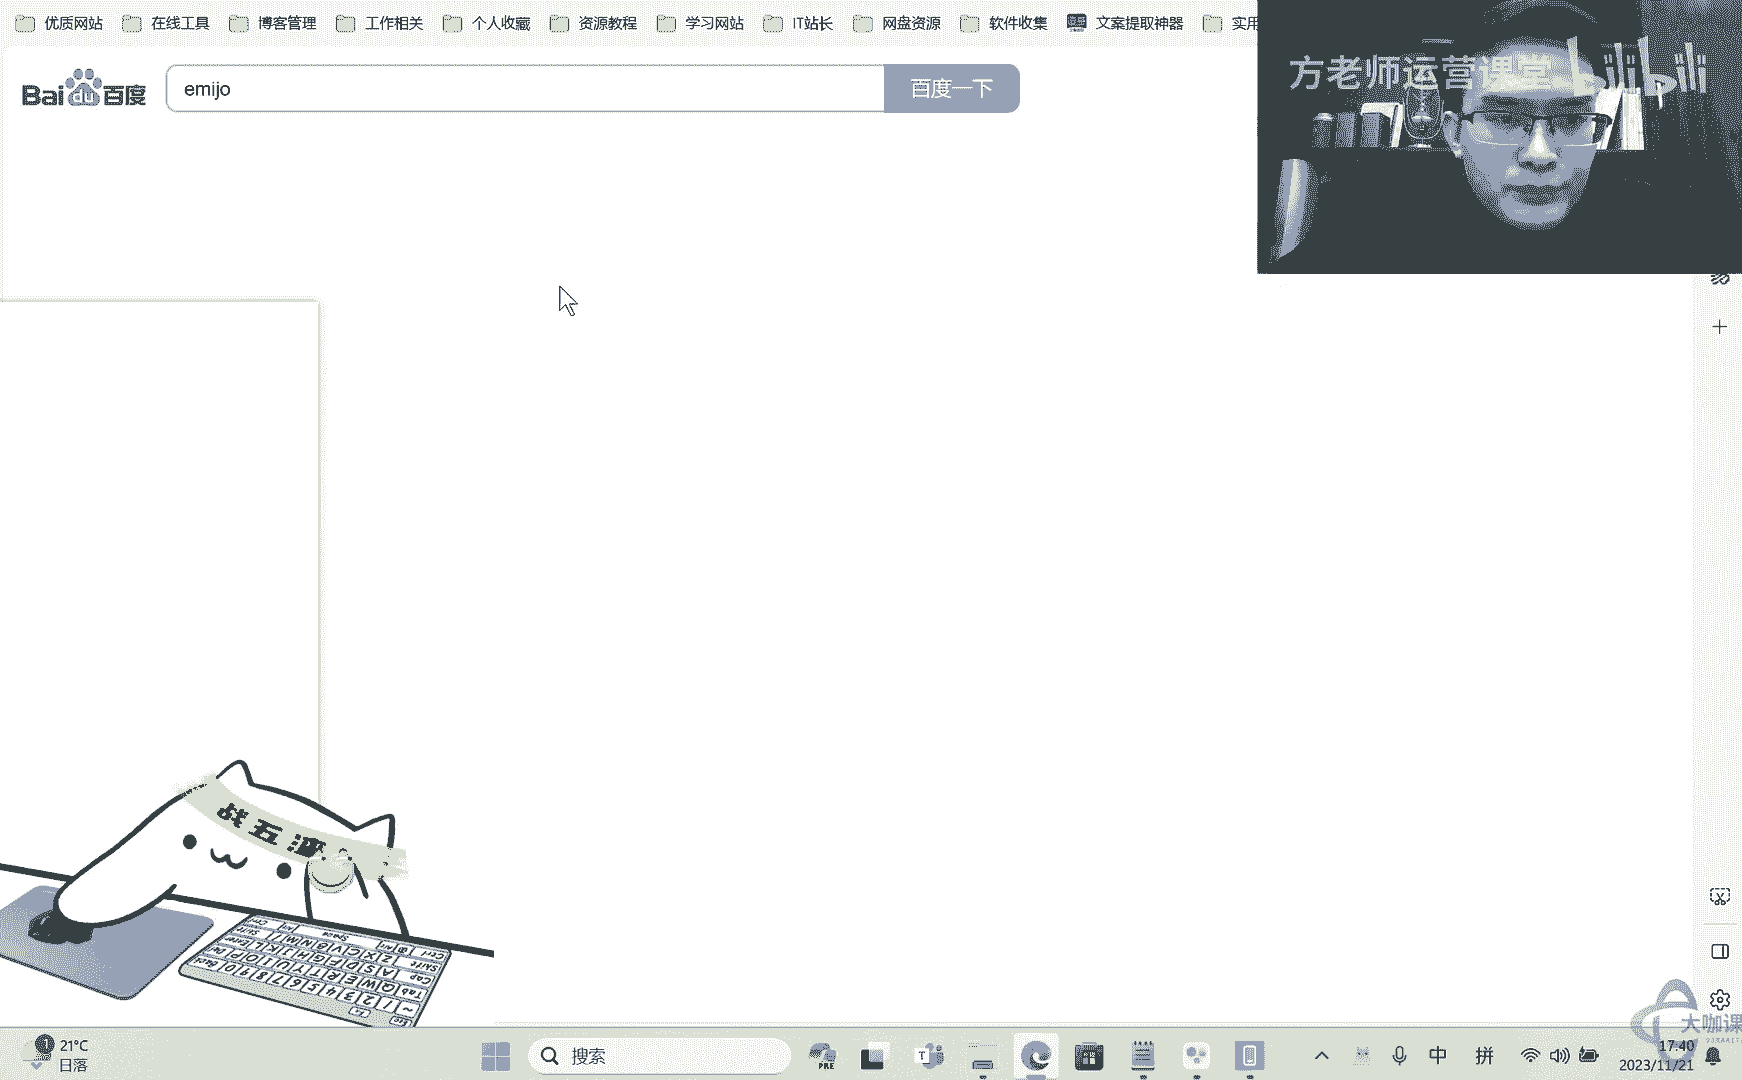 优质网站 在线工具 博客管理 工作相关 个人收藏 资源教程 学习网站 IT站长 网盘资源 软件收集 文案提取神器 实用
方老师运营课堂 bilibili
Bai du 百度 emijo 百度一下
战五渣
大咖课
21°C
日落
搜索
PRE
中 拼
17:40
2023/11/21